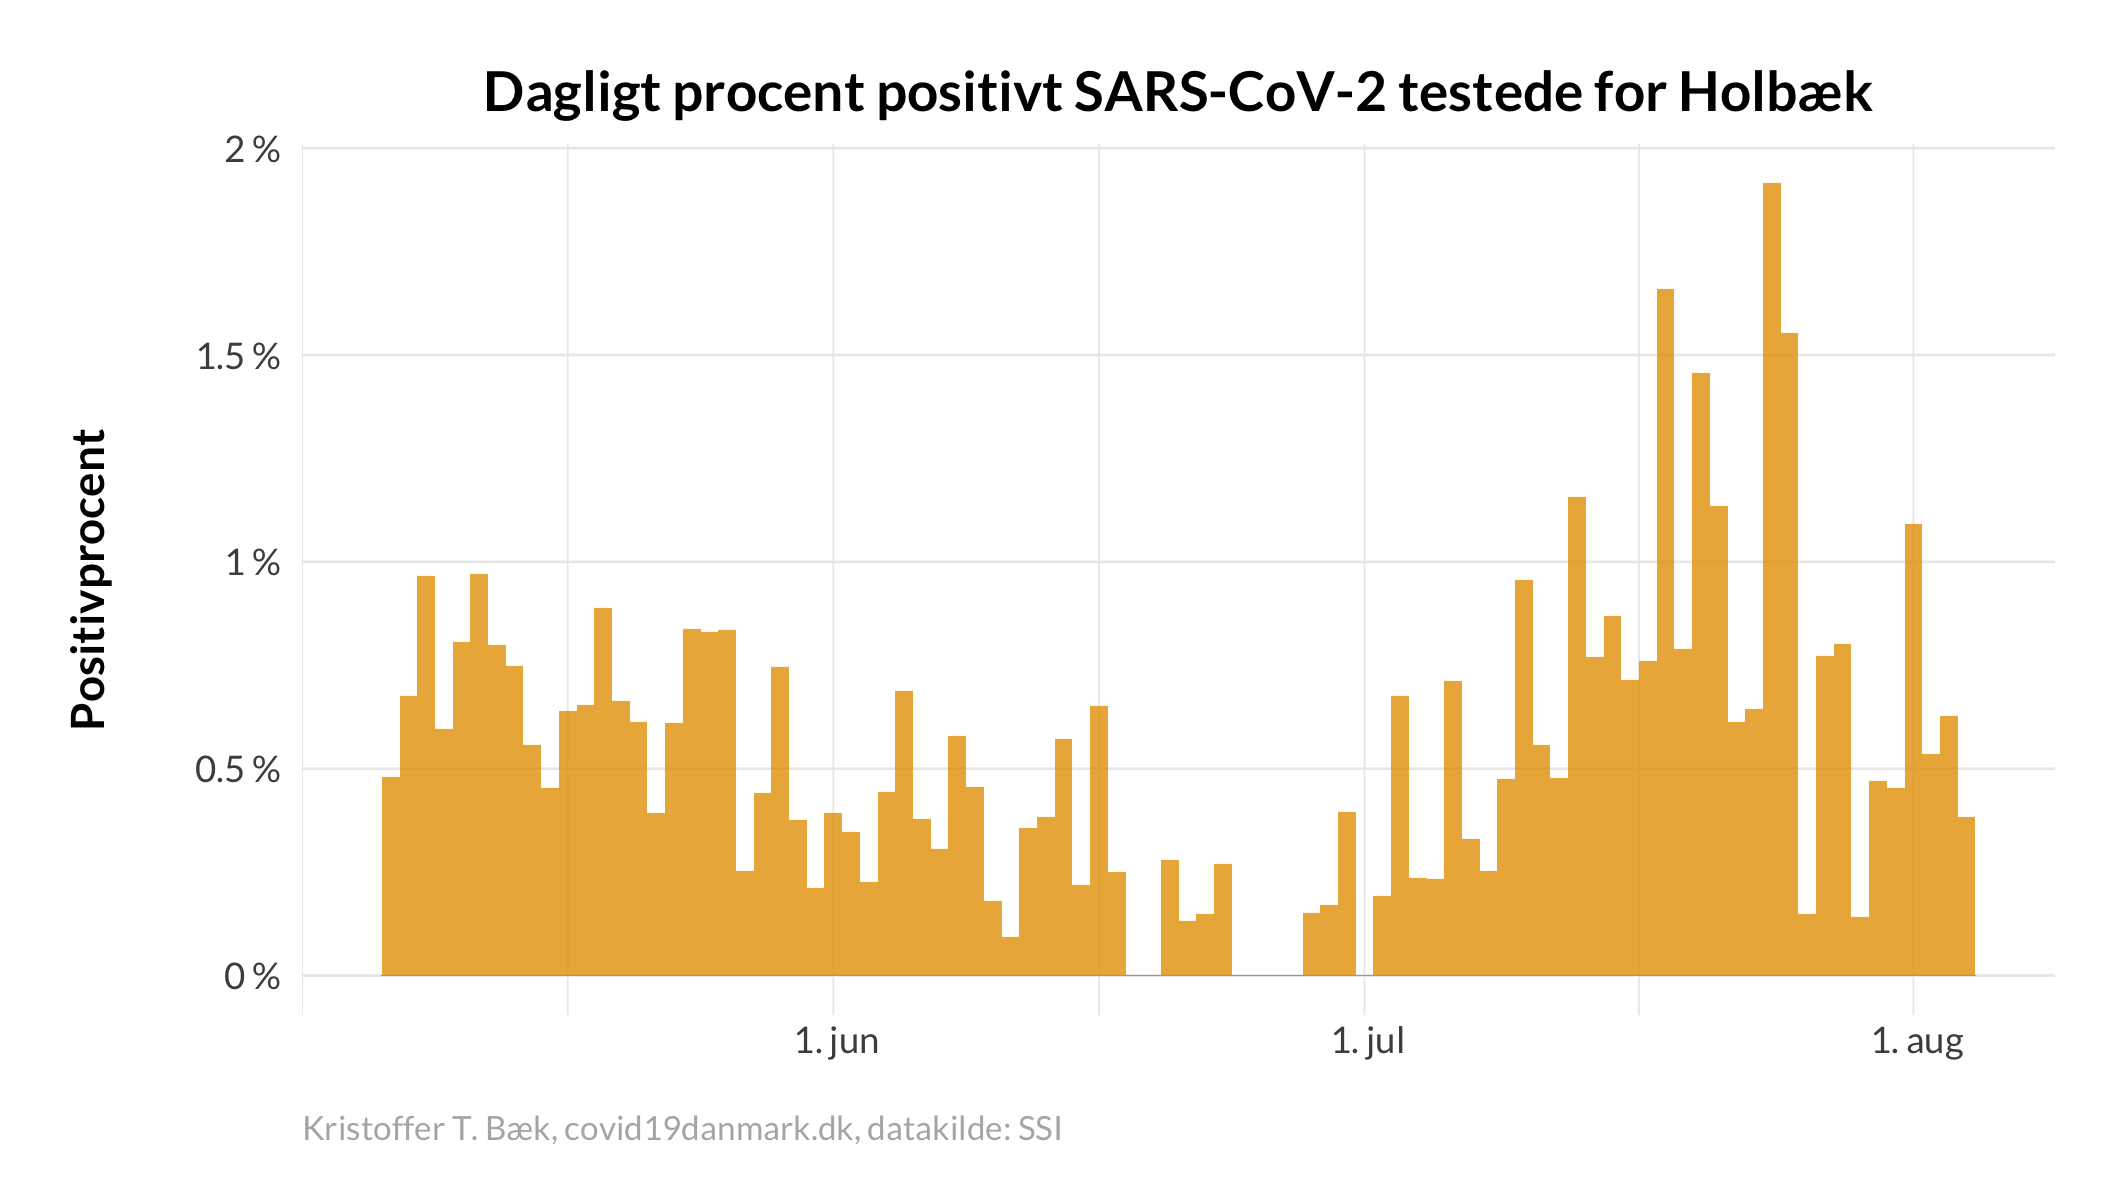 Dagligt procent positivt SARS-CoV-2 testede for Holbæk
2 %
1.5 %
1 %
0.5 %
0 %
Positivprocent
1. jun
1. jul
1. aug
Kristoffer T. Bæk, covid19danmark.dk, datakilde: SSI